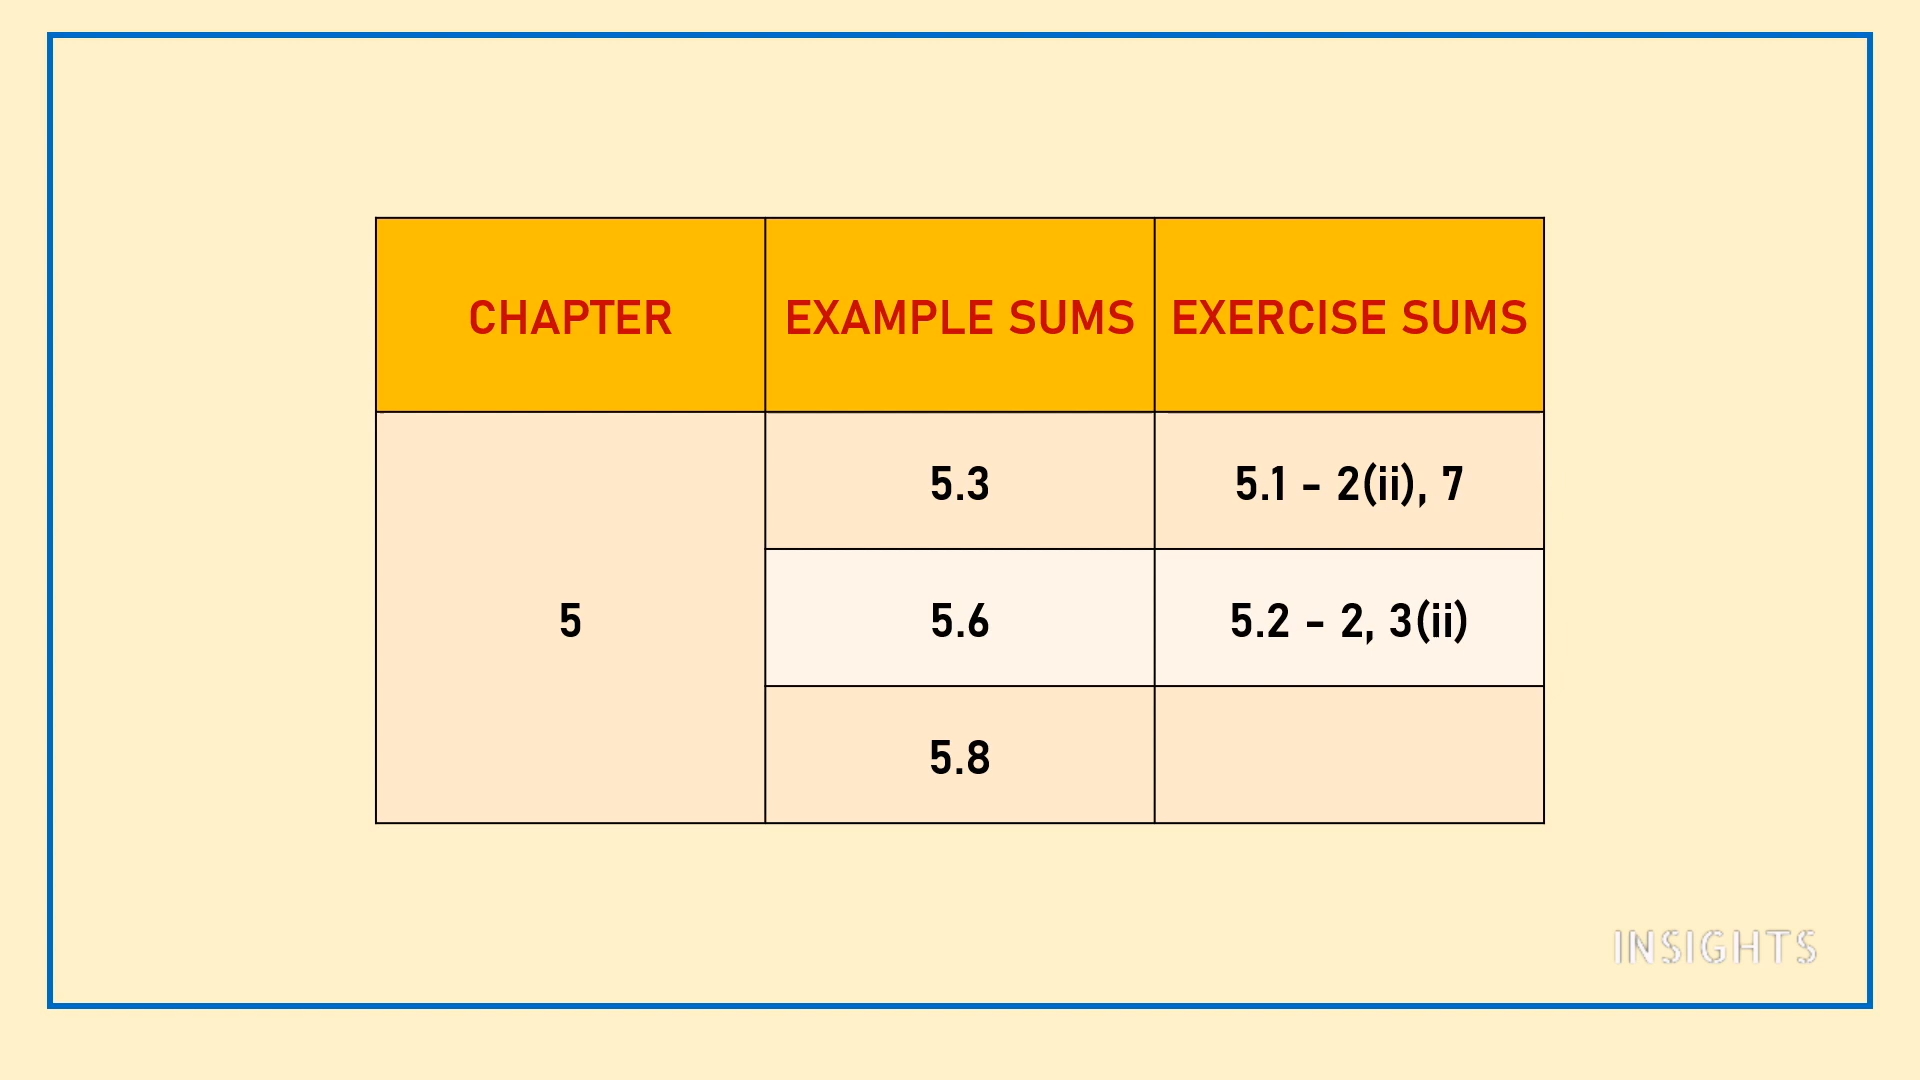 CHAPTER EXAMPLE SUMS EXERCISE SUMS
5.3 5.1 - 2(ii), 7
5 5.6 5.2 - 2, 3(ii)
5.8
INSIGHTS